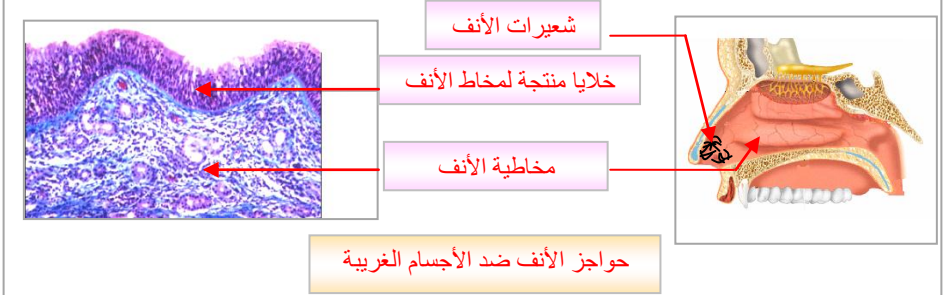 شعيرات الأنف
خلايا منتجة لمخاط الأنف
مخاطية الأنف
حواجز الأنف ضد الأجسام الغريبة